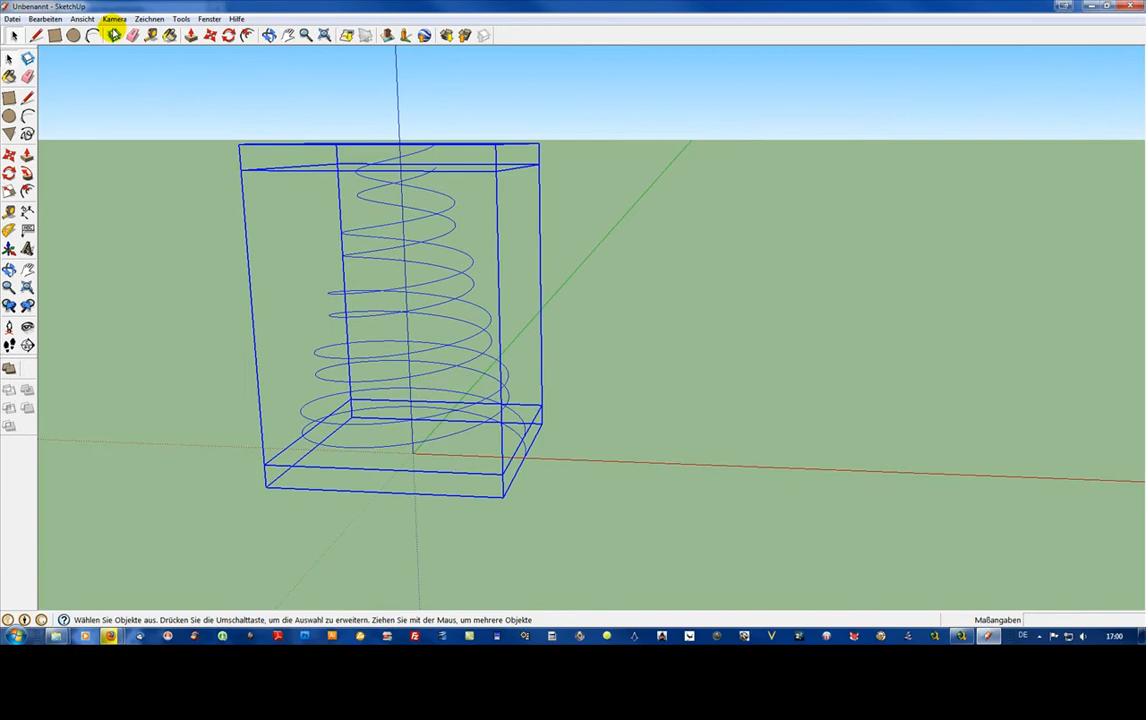 Unbenannt - SketchUp
Datei Bearbeiten Ansicht Kamera Zeichnen Tools Fenster Hilfe
Wählen Sie Objekte aus. Drücken Sie die Umschalttaste, um die Auswahl zu erweitern. Ziehen Sie mit der Maus, um mehrere Objekte
Maßangaben
DE
17:00